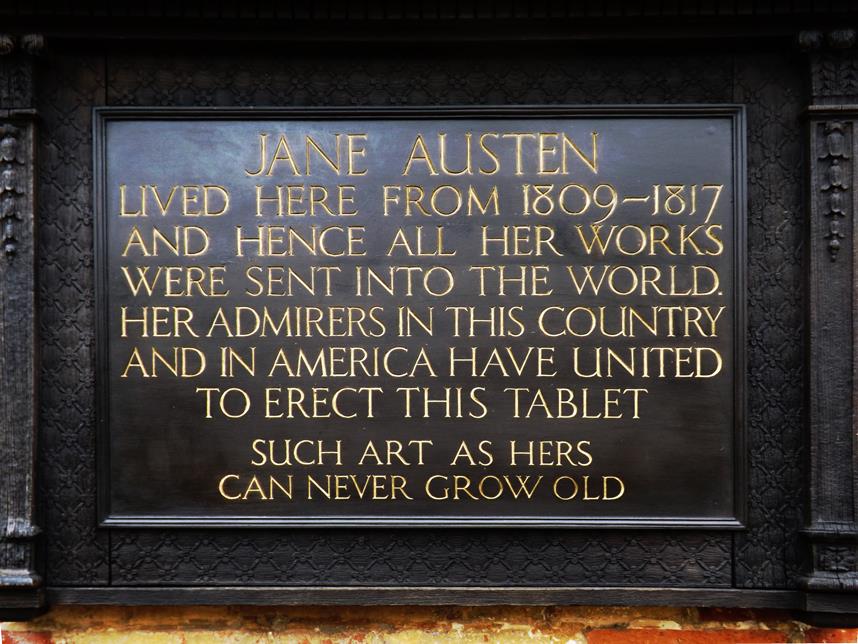 JANE AUSTEN
LIVED HERE FROM 1809–1817
AND HENCE ALL HER WORKS
WERE SENT INTO THE WORLD.
HER ADMIRERS IN THIS COUNTRY
AND IN AMERICA HAVE UNITED
TO ERECT THIS TABLET
SUCH ART AS HERS
CAN NEVER GROW OLD